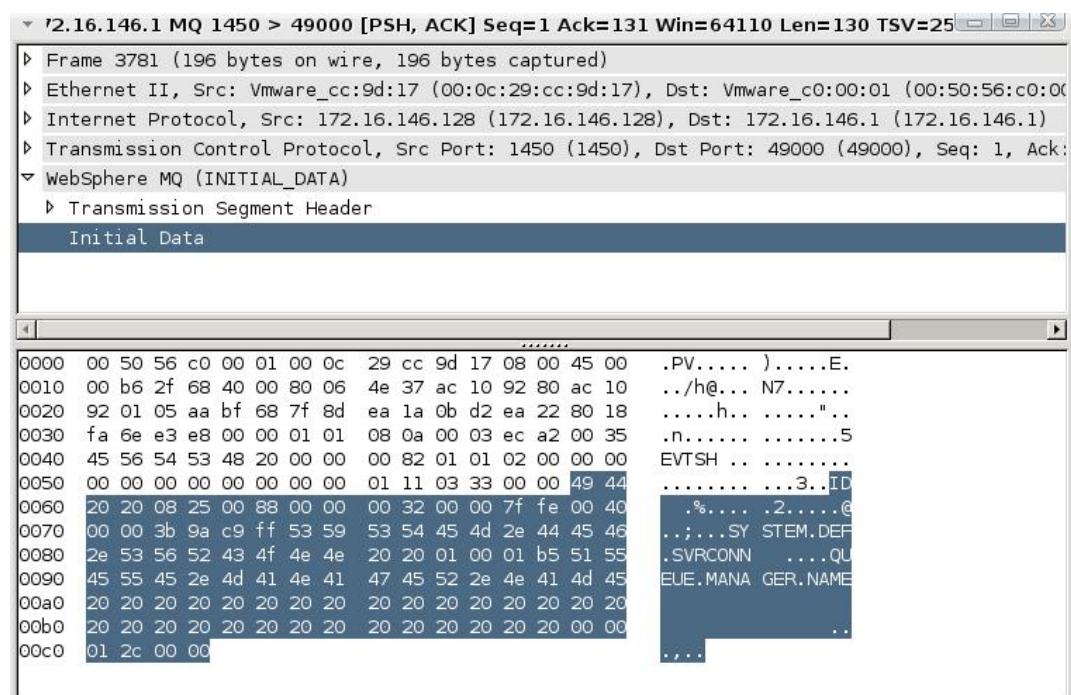 '2.16.146.1 MQ 1450 > 49000 [PSH, ACK] Seq=1 Ack=131 Win=64110 Len=130 TSV=25
Frame 3781 (196 bytes on wire, 196 bytes captured)
Ethernet II, Src: Vmware_cc:9d:17 (00:0c:29:cc:9d:17), Dst: Vmware_c0:00:01 (00:50:56:c0:00
Internet Protocol, Src: 172.16.146.128 (172.16.146.128), Dst: 172.16.146.1 (172.16.146.1)
Transmission Control Protocol, Src Port: 1450 (1450), Dst Port: 49000 (49000), Seq: 1, Ack:
WebSphere MQ (INITIAL_DATA)
Transmission Segment Header
Initial Data
0000 00 50 56 c0 00 01 00 0c 29 cc 9d 17 08 00 45 00 .PV..... ).....E.
0010 00 b6 2f 68 40 00 80 06 4e 37 ac 10 92 80 ac 10 ../h@... N7......
0020 92 01 05 aa bf 68 7f 8d ea 1a 0b d2 ea 22 80 18 .....h.. ....."..
0030 fa 6e e3 e8 00 00 01 01 08 0a 00 03 ec a2 00 35 .n...... .......5
0040 45 56 54 53 48 20 00 00 00 82 01 01 02 00 00 00 EVTSH .. ........
0050 00 00 00 00 00 00 00 00 01 11 03 33 00 00 49 44 ........ ...3..ID
0060 20 20 08 25 00 88 00 00 00 32 00 00 7f fe 00 40 .%.... .2.....@
0070 00 00 3b 9a c9 ff 53 59 53 54 45 4d 2e 44 45 46 ..;...SY STEM.DEF
0080 2e 53 56 52 43 4f 4e 4e 20 20 01 00 01 b5 51 55 .SVRCONN ....QU
0090 45 55 45 2e 4d 41 4e 41 47 45 52 2e 4e 41 4d 45 EUE.MANA GER.NAME
00a0 20 20 20 20 20 20 20 20 20 20 20 20 20 20 20 20
00b0 20 20 20 20 20 20 20 20 20 20 20 20 20 20 00 00 ..
00c0 01 2c 00 00 .,..